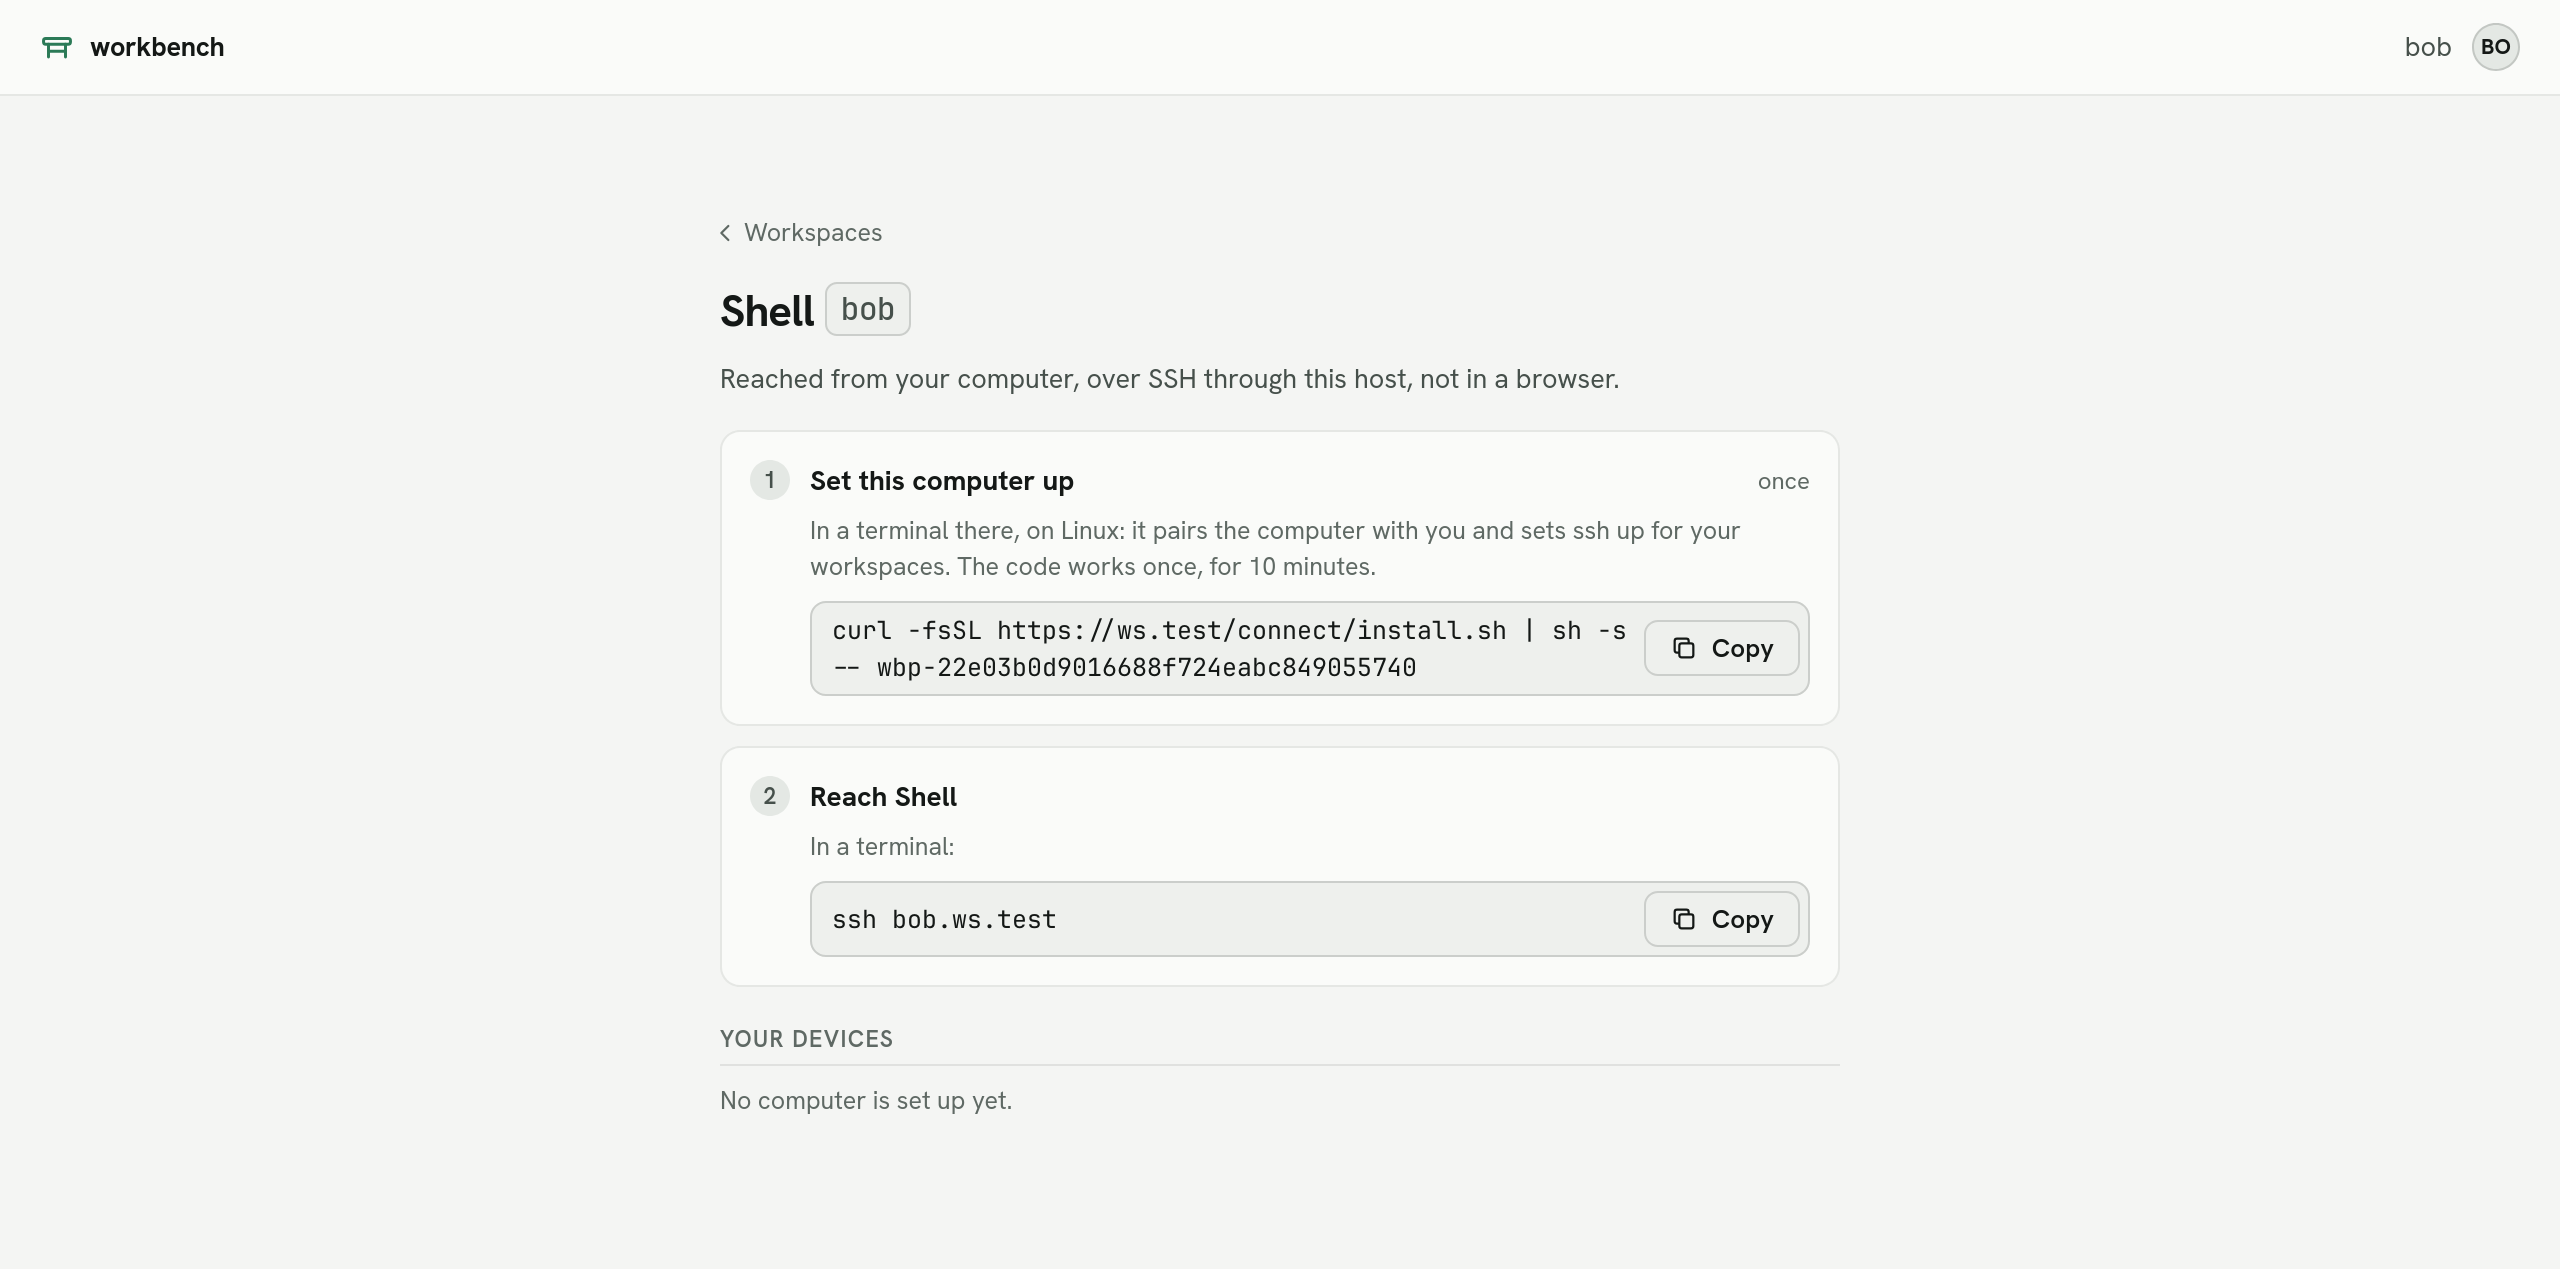 workbench
bob
BO
Workspaces
Shell bob
Reached from your computer, over SSH through this host, not in a browser.
1
Set this computer up
once
In a terminal there, on Linux: it pairs the computer with you and sets ssh up for your
workspaces. The code works once, for 10 minutes.
curl -fsSL https://ws.test/connect/install.sh | sh -s
-- wbp-22e03b0d9016688f724eabc849055740
Copy
2
Reach Shell
In a terminal:
ssh bob.ws.test
Copy
YOUR DEVICES
No computer is set up yet.